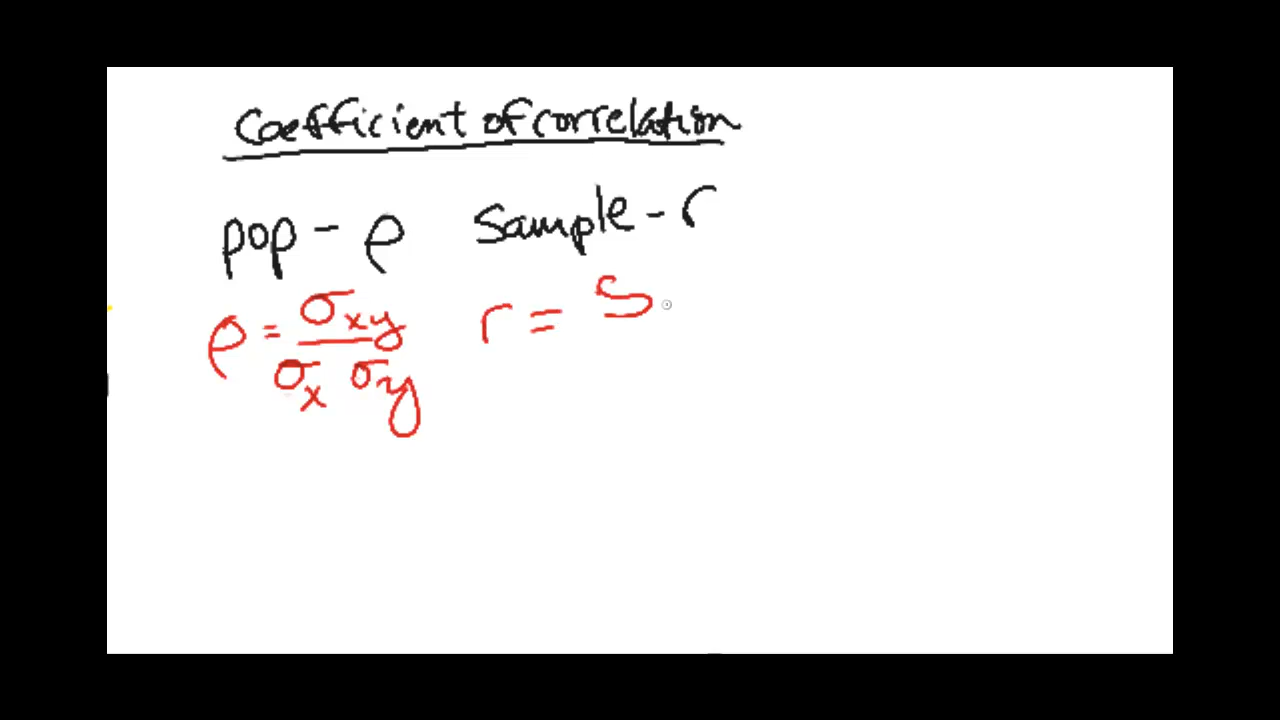 Coefficient of correlation
pop - ρ sample - r
ρ = σxy / σx σy r = S